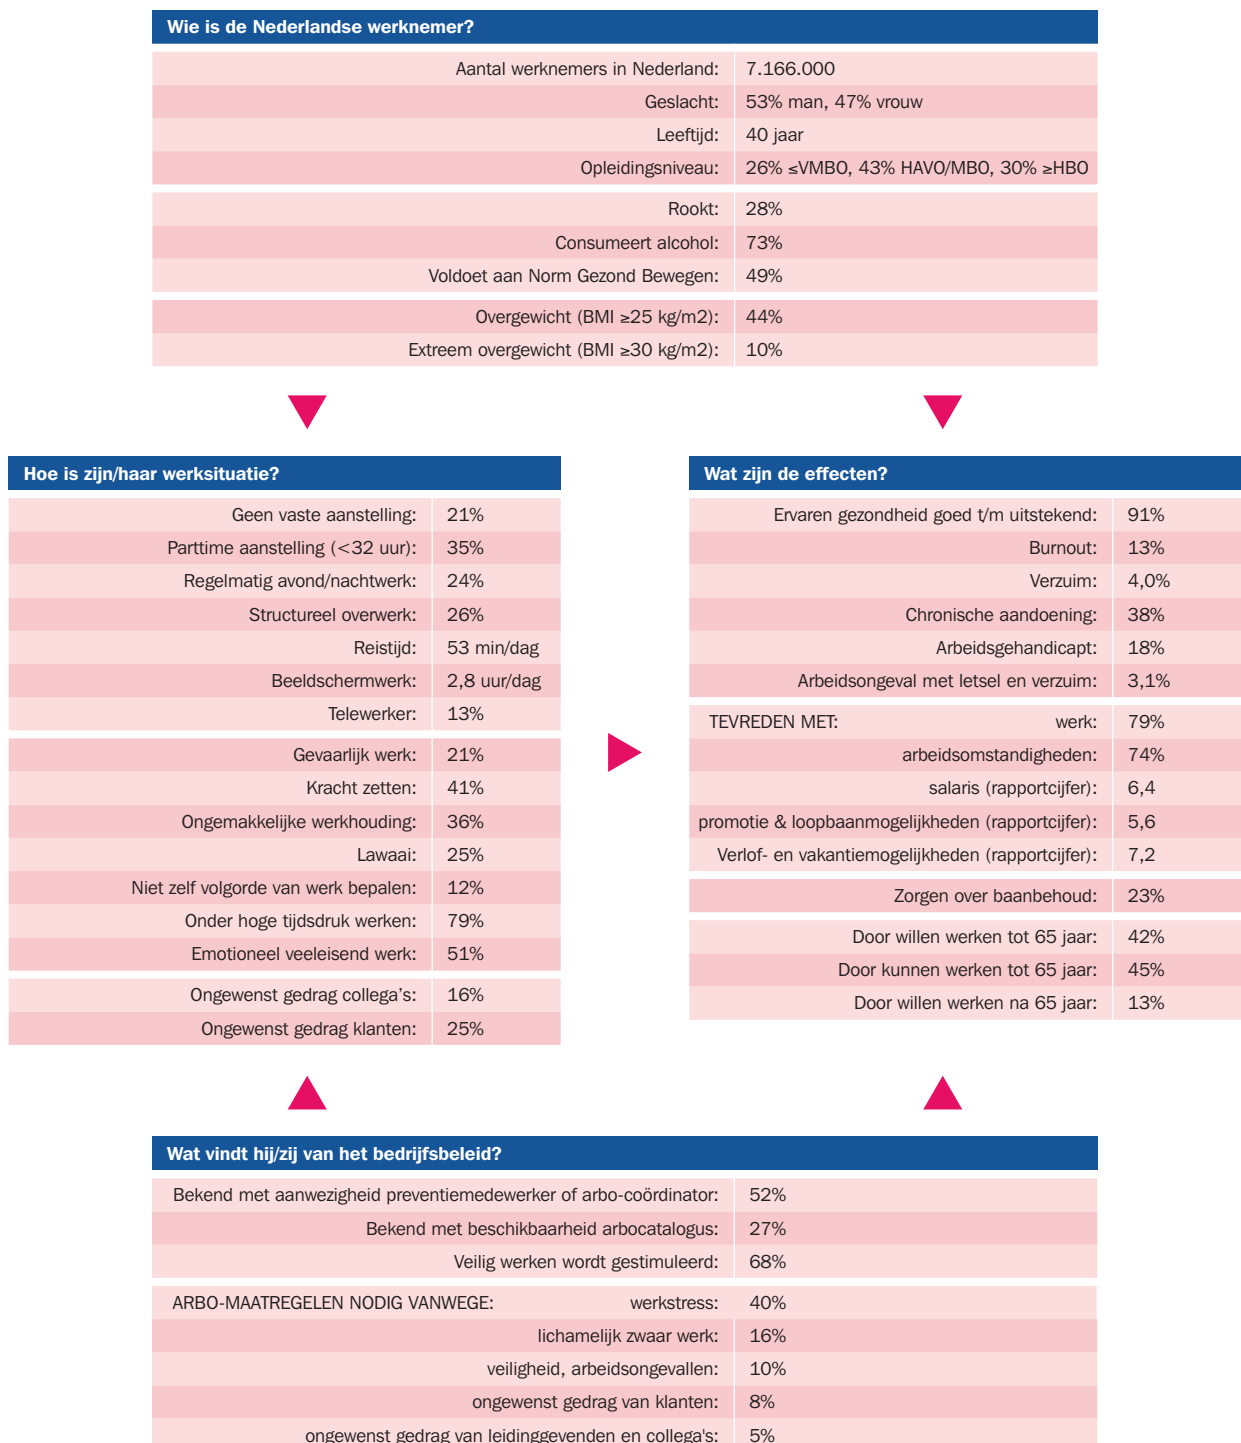 Wie is de Nederlandse werknemer?
Aantal werknemers in Nederland: 7.166.000
Geslacht: 53% man, 47% vrouw
Leeftijd: 40 jaar
Opleidingsniveau: 26% ≤VMBO, 43% HAVO/MBO, 30% ≥HBO
Rookt: 28%
Consumeert alcohol: 73%
Voldoet aan Norm Gezond Bewegen: 49%
Overgewicht (BMI ≥25 kg/m2): 44%
Extreem overgewicht (BMI ≥30 kg/m2): 10%
Hoe is zijn/haar werksituatie?
Geen vaste aanstelling: 21%
Parttime aanstelling (<32 uur): 35%
Regelmatig avond/nachtwerk: 24%
Structureel overwerk: 26%
Reistijd: 53 min/dag
Beeldschermwerk: 2,8 uur/dag
Telewerker: 13%
Gevaarlijk werk: 21%
Kracht zetten: 41%
Ongemakkelijke werkhouding: 36%
Lawaai: 25%
Niet zelf volgorde van werk bepalen: 12%
Onder hoge tijdsdruk werken: 79%
Emotioneel veeleisend werk: 51%
Ongewenst gedrag collega's: 16%
Ongewenst gedrag klanten: 25%
Wat zijn de effecten?
Ervaren gezondheid goed t/m uitstekend: 91%
Burnout: 13%
Verzuim: 4,0%
Chronische aandoening: 38%
Arbeidsgehandicapt: 18%
Arbeidsongeval met letsel en verzuim: 3,1%
TEVREDEN MET: werk: 79%
arbeidsomstandigheden: 74%
salaris (rapportcijfer): 6,4
promotie & loopbaanmogelijkheden (rapportcijfer): 5,6
Verlof- en vakantiemogelijkheden (rapportcijfer): 7,2
Zorgen over baanbehoud: 23%
Door willen werken tot 65 jaar: 42%
Door kunnen werken tot 65 jaar: 45%
Door willen werken na 65 jaar: 13%
Wat vindt hij/zij van het bedrijfsbeleid?
Bekend met aanwezigheid preventiemedewerker of arbo-coördinator: 52%
Bekend met beschikbaarheid arbocatalogus: 27%
Veilig werken wordt gestimuleerd: 68%
ARBO-MAATREGELEN NODIG VANWEGE: werkstress: 40%
lichamelijk zwaar werk: 16%
veiligheid, arbeidsongevallen: 10%
ongewenst gedrag van klanten: 8%
ongewenst gedrag van leidinggevenden en collega's: 5%